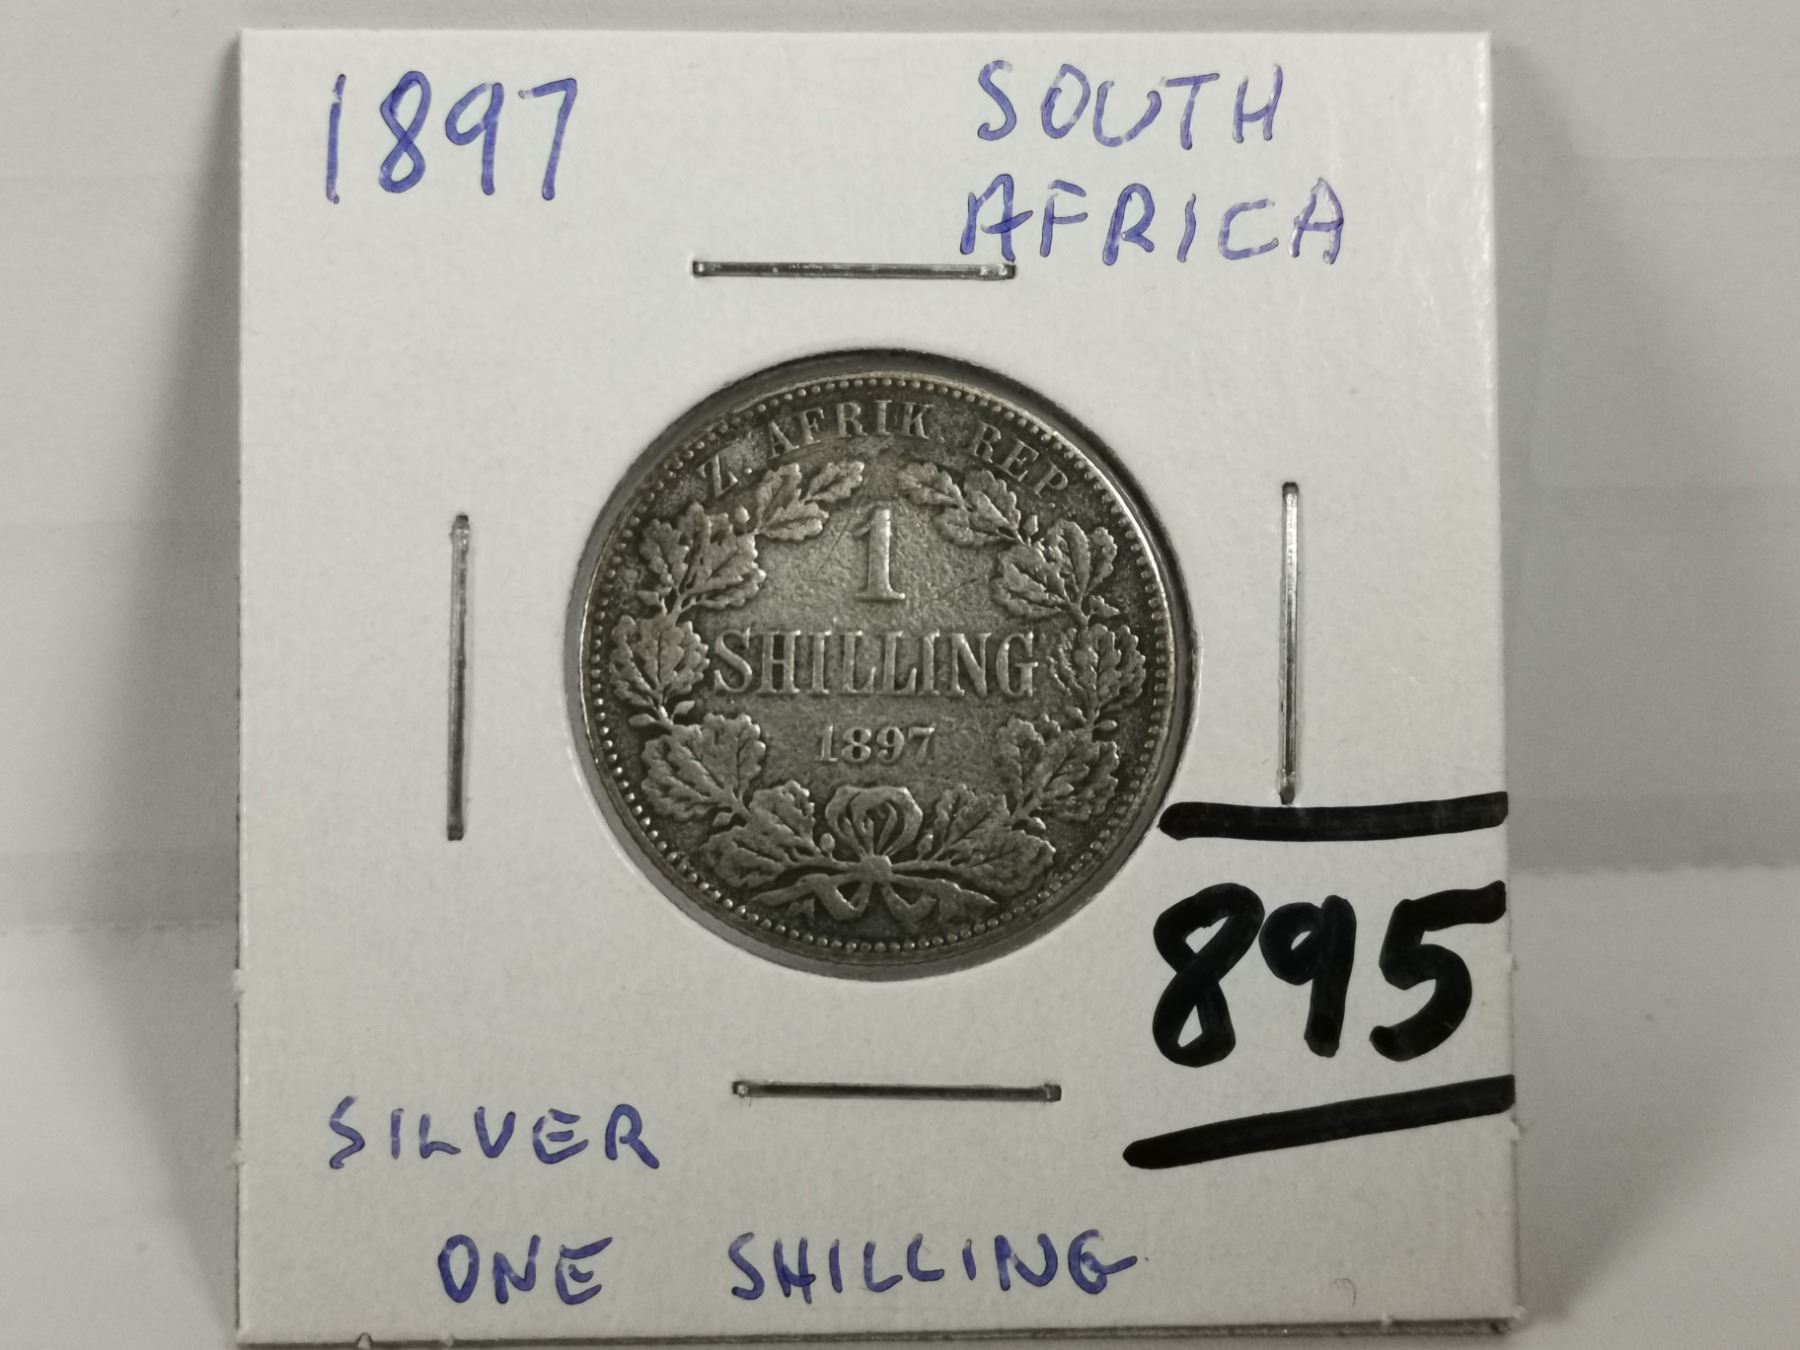 1897
SOUTH
AFRICA
Z. AFRIK REP
1
SHILLING
1897
895
SILVER
ONE SHILLING